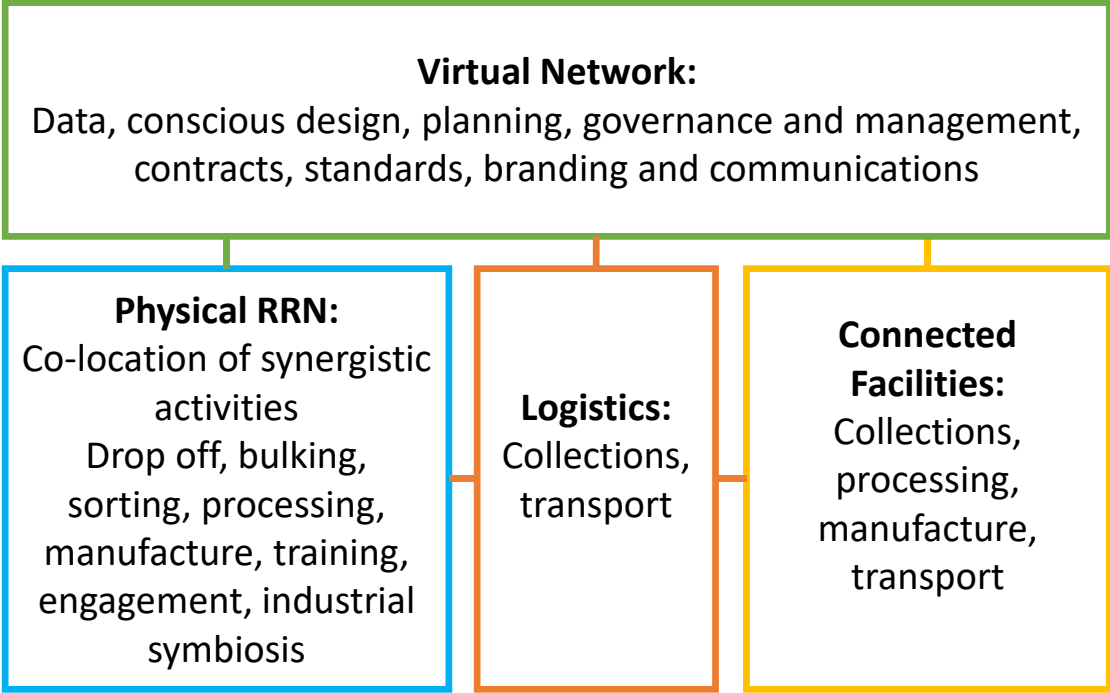 Virtual Network:
Data, conscious design, planning, governance and management,
contracts, standards, branding and communications
Physical RRN:
Co-location of synergistic
activities
Drop off, bulking,
sorting, processing,
manufacture, training,
engagement, industrial
symbiosis
Logistics:
Collections,
transport
Connected
Facilities:
Collections,
processing,
manufacture,
transport